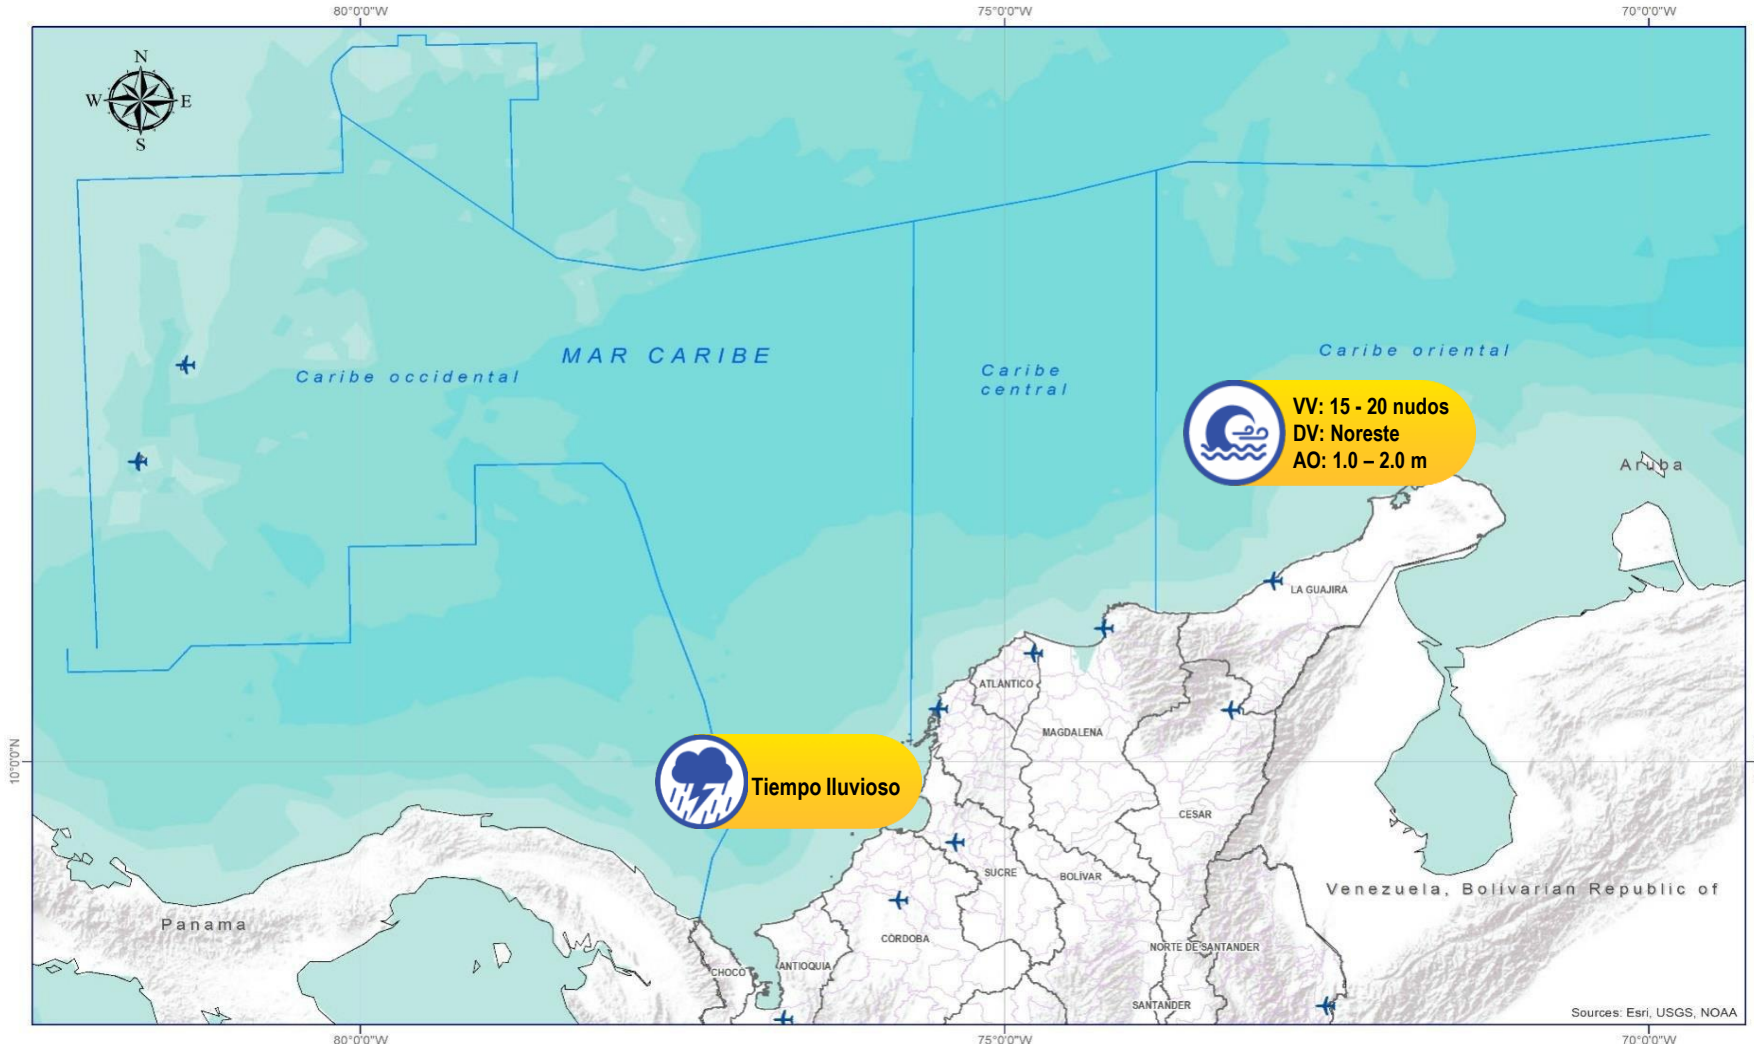 80°0'0"W
75°0'0"W
70°0'0"W
N
W
E
S
MAR CARIBE
Caribe occidental
Caribe
central
Caribe oriental
VV: 15 - 20 nudos
DV: Noreste
AO: 1.0 – 2.0 m
Aruba
LA GUAJIRA
ATLÁNTICO
MAGDALENA
10°0'0"N
Tiempo lluvioso
CESAR
SUCRE
BOLÍVAR
Venezuela, Bolivarian Republic of
Panama
CÓRDOBA
NORTE DE SANTANDER
CHOCÓ
ANTIOQUIA
SANTANDER
Sources: Esri, USGS, NOAA
80°0'0"W
75°0'0"W
70°0'0"W